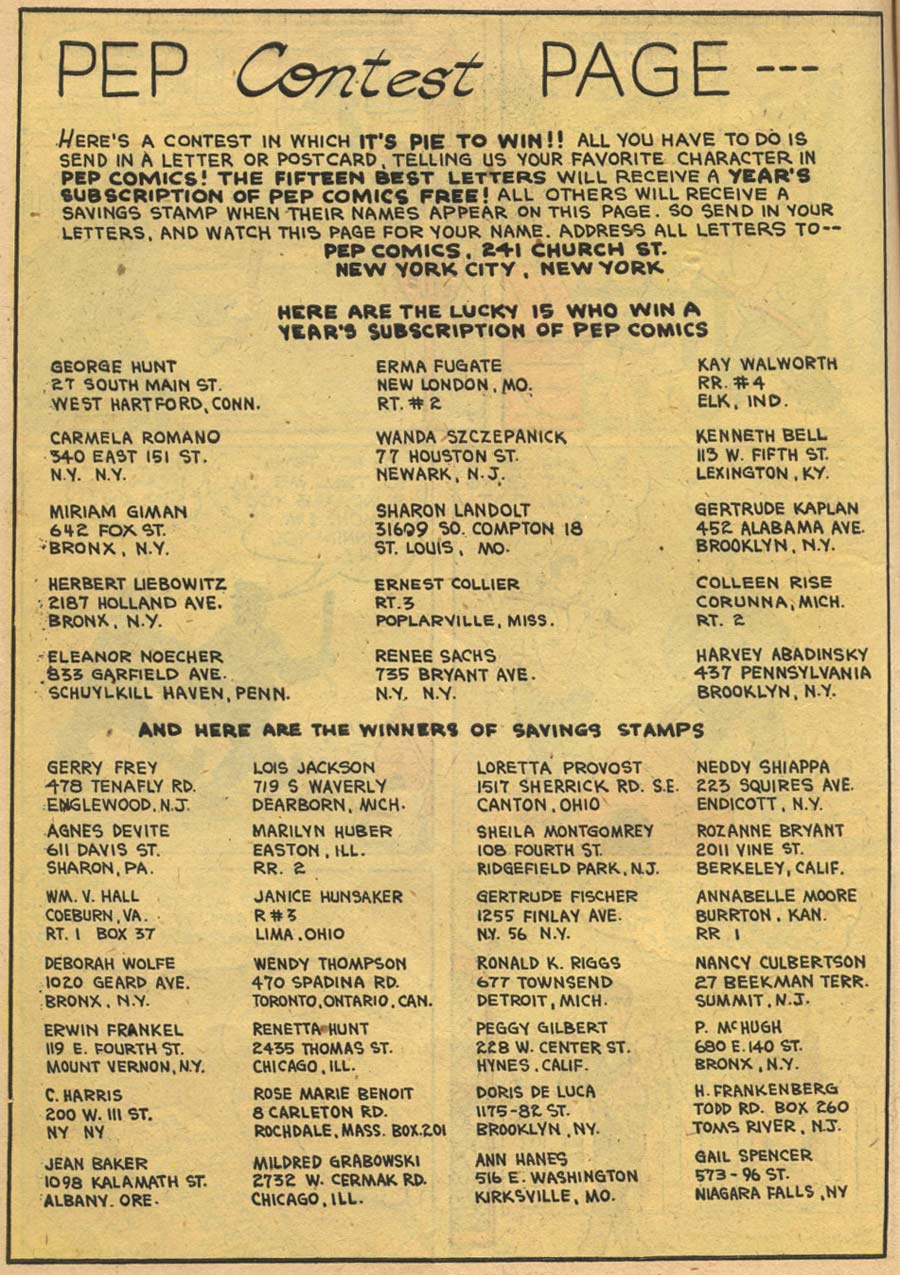 PEP Contest PAGE ---
HERE'S A CONTEST IN WHICH IT'S PIE TO WIN!! ALL YOU HAVE TO DO IS
SEND IN A LETTER OR POSTCARD, TELLING US YOUR FAVORITE CHARACTER IN
PEP COMICS! THE FIFTEEN BEST LETTERS WILL RECEIVE A YEAR'S
SUBSCRIPTION OF PEP COMICS FREE! ALL OTHERS WILL RECEIVE A
SAVINGS STAMP WHEN THEIR NAMES APPEAR ON THIS PAGE. SO SEND IN YOUR
LETTERS, AND WATCH THIS PAGE FOR YOUR NAME. ADDRESS ALL LETTERS TO--
PEP COMICS, 241 CHURCH ST.
NEW YORK CITY, NEW YORK
HERE ARE THE LUCKY 15 WHO WIN A
YEAR'S SUBSCRIPTION OF PEP COMICS
GEORGE HUNT
27 SOUTH MAIN ST.
WEST HARTFORD, CONN.
ERMA FUGATE
NEW LONDON, MO.
RT. # 2
KAY WALWORTH
RR. #4
ELK, IND.
CARMELA ROMANO
340 EAST 151 ST.
N.Y. N.Y.
WANDA SZCZEPANICK
77 HOUSTON ST.
NEWARK, N.J.
KENNETH BELL
113 W. FIFTH ST.
LEXINGTON, KY.
MIRIAM GIMAN
642 FOX ST.
BRONX, N.Y.
SHARON LANDOLT
31609 SO. COMPTON 18
ST. LOUIS, MO.
GERTRUDE KAPLAN
452 ALABAMA AVE.
BROOKLYN, N.Y.
HERBERT LIEBOWITZ
2187 HOLLAND AVE.
BRONX, N.Y.
ERNEST COLLIER
RT.3
POPLARVILLE, MISS.
COLLEEN RISE
CORUNNA, MICH.
RT. 2
ELEANOR NOECHER
833 GARFIELD AVE.
SCHUYLKILL HAVEN, PENN.
RENEE SACHS
735 BRYANT AVE.
N.Y. N.Y.
HARVEY ABADINSKY
437 PENNSYLVANIA
BROOKLYN, N.Y.
AND HERE ARE THE WINNERS OF SAVINGS STAMPS
GERRY FREY
478 TENAFLY RD.
ENGLEWOOD, N.J.
LOIS JACKSON
719 S WAVERLY
DEARBORN, MICH.
LORETTA PROVOST
1517 SHERRICK RD. S.E.
CANTON, OHIO
NEDDY SHIAPPA
223 SQUIRES AVE.
ENDICOTT, N.Y.
AGNES DEVITE
611 DAVIS ST.
SHARON, PA.
MARILYN HUBER
EASTON, ILL.
RR. 2
SHEILA MONTGOMREY
108 FOURTH ST.
RIDGEFIELD PARK, N.J.
ROZANNE BRYANT
2011 VINE ST.
BERKELEY, CALIF.
WM. V. HALL
COEBURN, VA.
RT. 1 BOX 37
JANICE HUNSAKER
R #3
LIMA, OHIO
GERTRUDE FISCHER
1255 FINLAY AVE.
NY. 56 N.Y.
ANNABELLE MOORE
BURRTON, KAN.
RR 1
DEBORAH WOLFE
1020 GEARD AVE.
BRONX, N.Y.
WENDY THOMPSON
470 SPADINA RD.
TORONTO, ONTARIO, CAN.
RONALD K. RIGGS
677 TOWNSEND
DETROIT, MICH.
NANCY CULBERTSON
27 BEEKMAN TERR.
SUMMIT, N.J.
ERWIN FRANKEL
119 E. FOURTH ST.
MOUNT VERNON, N.Y.
RENETTA HUNT
2435 THOMAS ST.
CHICAGO, ILL.
PEGGY GILBERT
228 W. CENTER ST.
HYNES, CALIF.
P. McHUGH
680 E. 140 ST.
BRONX, N.Y.
C. HARRIS
200 W. 111 ST.
NY NY
ROSE MARIE BENOIT
8 CARLETON RD.
ROCHDALE, MASS. BOX.201
DORIS DE LUCA
1175-82 ST.
BROOKLYN, NY.
H. FRANKENBERG
TODD RD. BOX 260
TOMS RIVER, N.J.
JEAN BAKER
1098 KALAMATH ST.
ALBANY. ORE.
MILDRED GRABOWSKI
2732 W. CERMAK RD.
CHICAGO, ILL.
ANN HANES
516 E. WASHINGTON
KIRKSVILLE, MO.
GAIL SPENCER
573-96 ST.
NIAGARA FALLS, NY